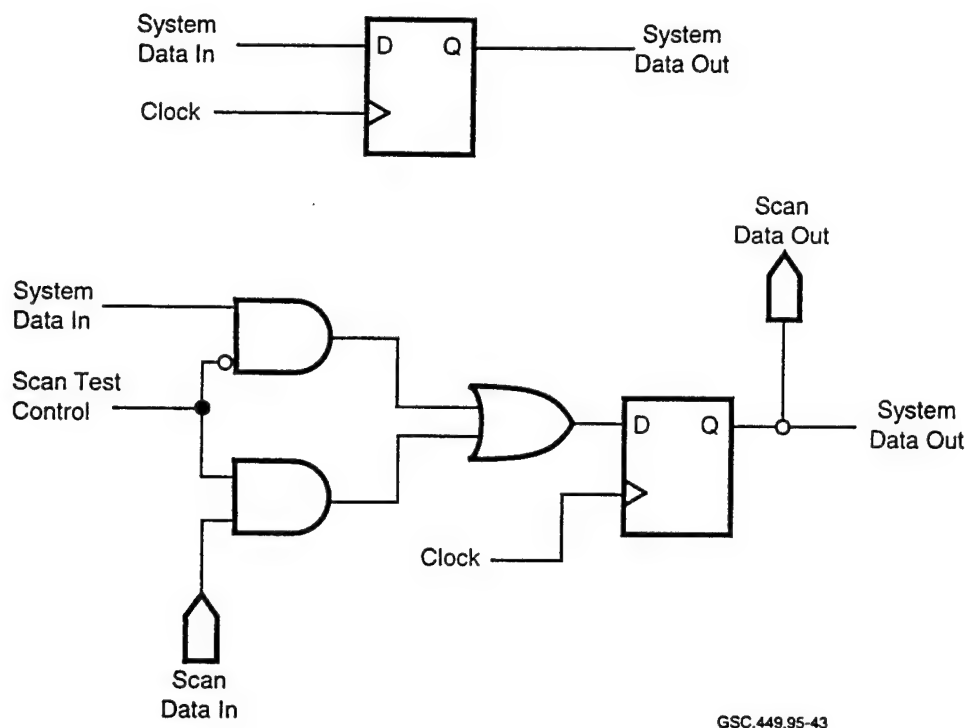 System
Data In
D
Q
System
Data Out
Clock
Scan
Data Out
System
Data In
Scan Test
Control
D
Q
System
Data Out
Clock
Scan
Data In
GSC.449.95-43